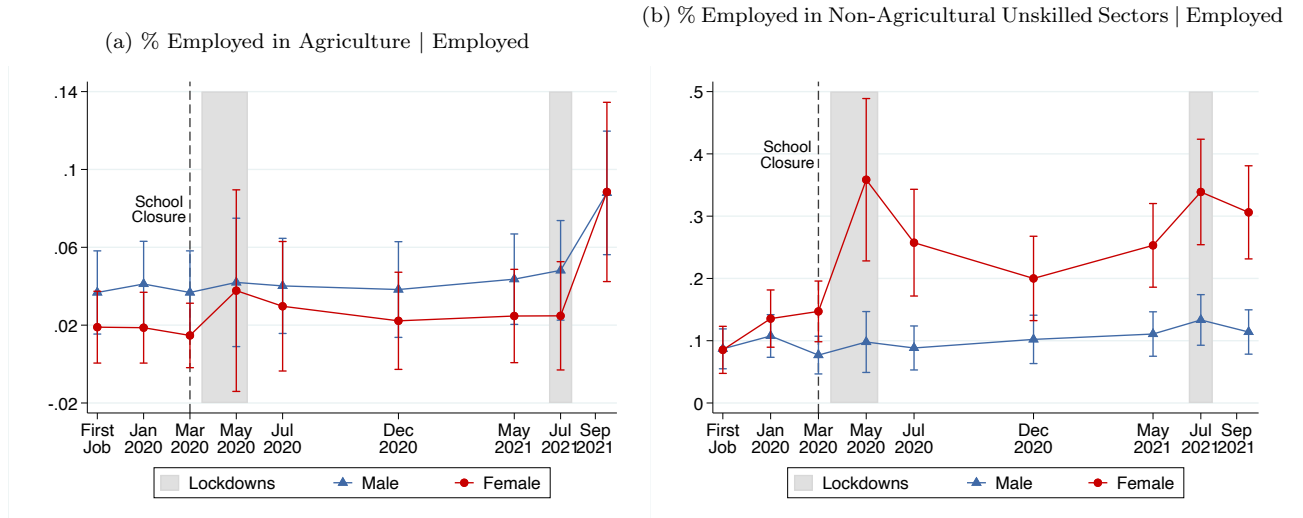 (a) % Employed in Agriculture | Employed
.14
.1
.06
.02
-.02
School
Closure
First
Job
Jan
2020
Mar
2020
May
2020
Jul
2020
Dec
2020
May
2021
Jul
2021
Sep
2021
Lockdowns
Male
Female
(b) % Employed in Non-Agricultural Unskilled Sectors | Employed
.5
.4
.3
.2
.1
0
School
Closure
First
Job
Jan
2020
Mar
2020
May
2020
Jul
2020
Dec
2020
May
2021
Jul
2021
Sep
2021
Lockdowns
Male
Female